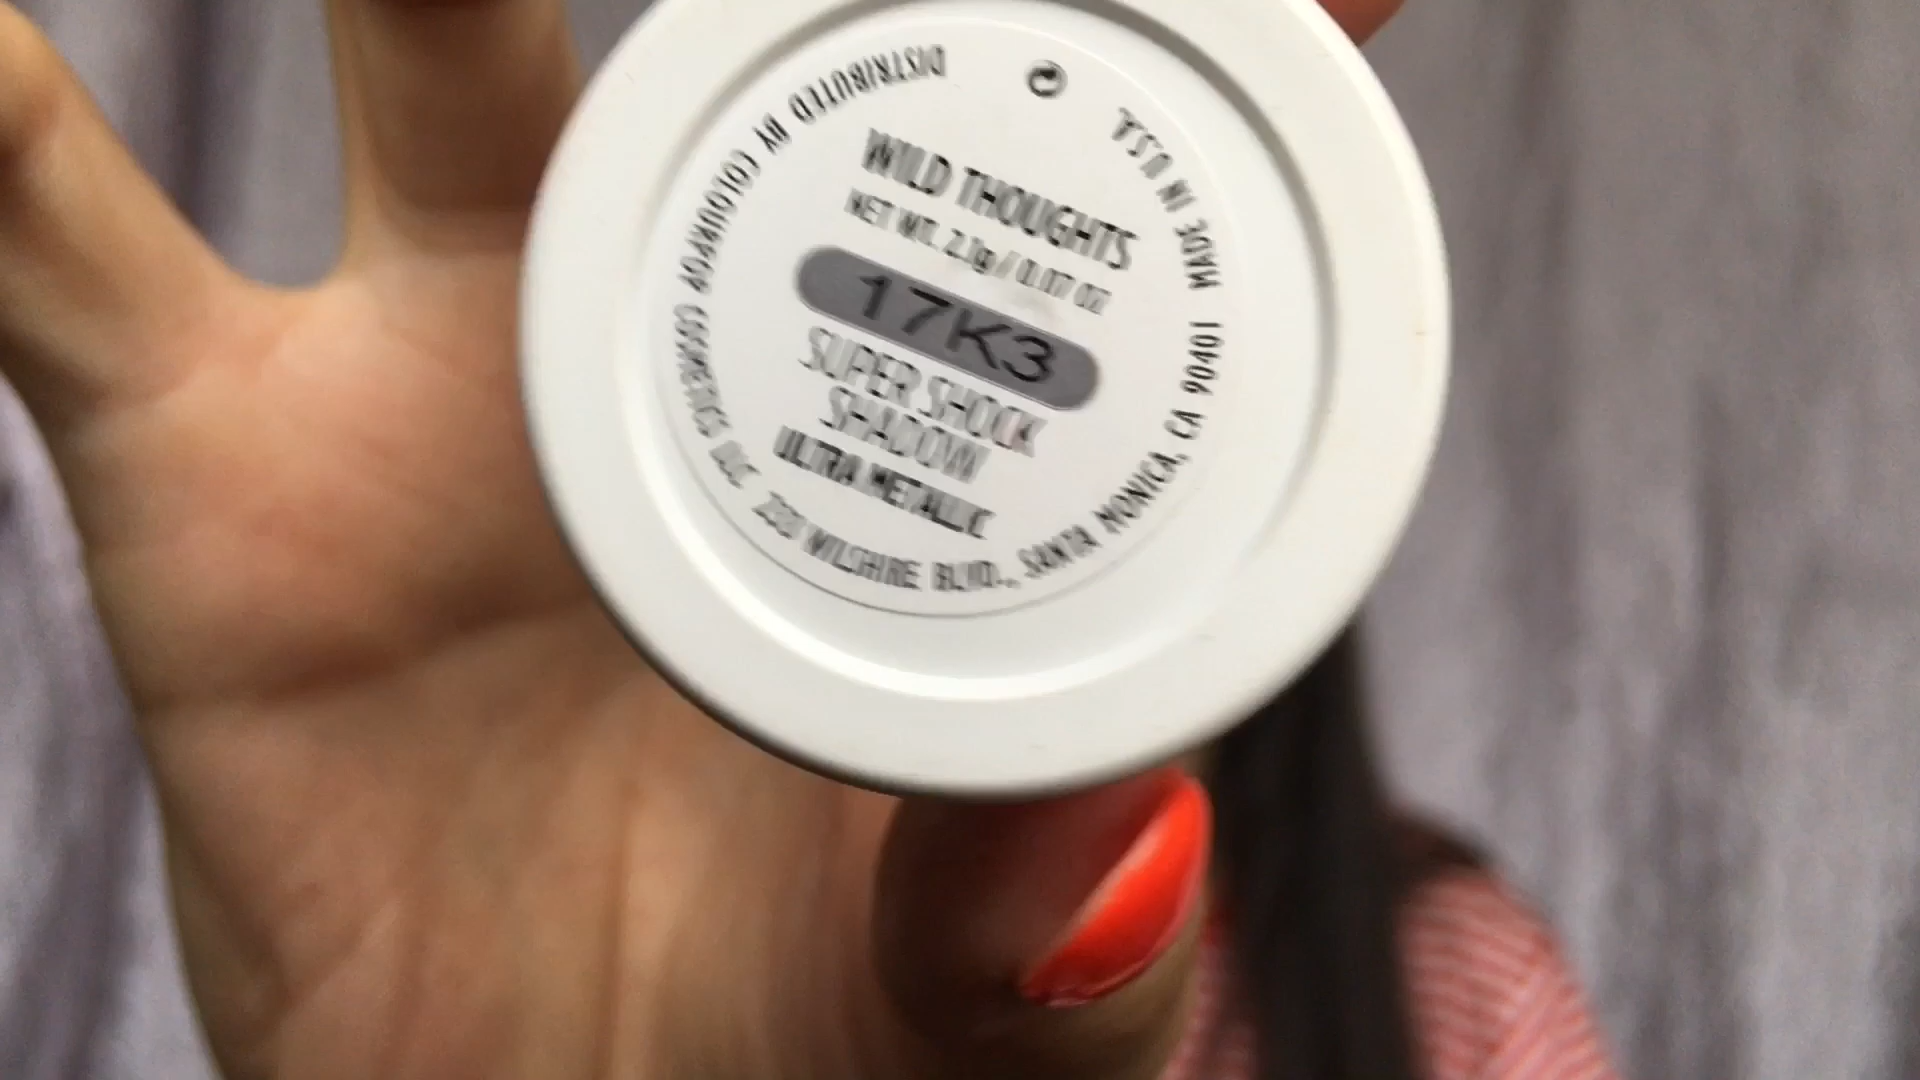 WILD THOUGHTS
NET WT. 2.1g / 0.07 OZ
17K3
SUPER SHOCK
SHADOW
ULTRA METALLIC
DISTRIBUTED BY COLOURPOP COSMETICS LLC WILSHIRE BLVD., SANTA MONICA, CA 90401 MADE IN USA.